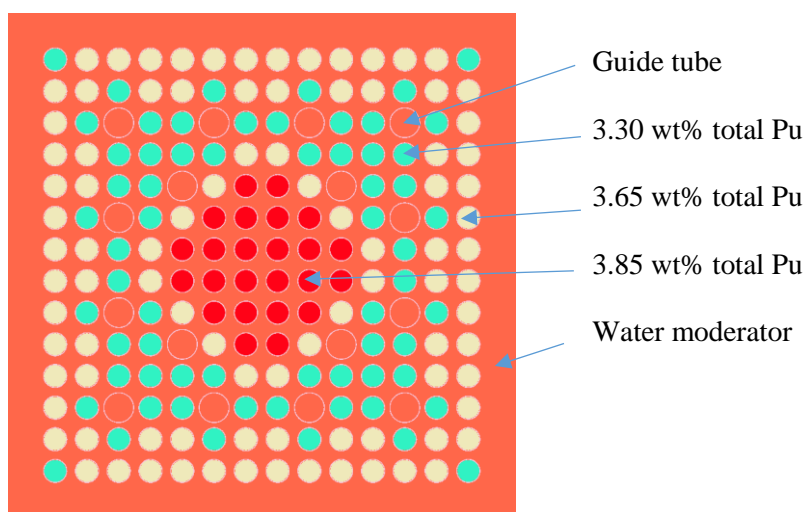 Guide tube
3.30 wt% total Pu
3.65 wt% total Pu
3.85 wt% total Pu
Water moderator